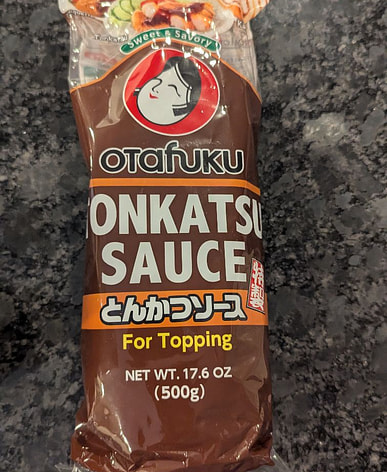 Sweet & Savory
OTAFUKU
TONKATSU
SAUCE
とんかつソース
For Topping
NET WT. 17.6 OZ
(500g)